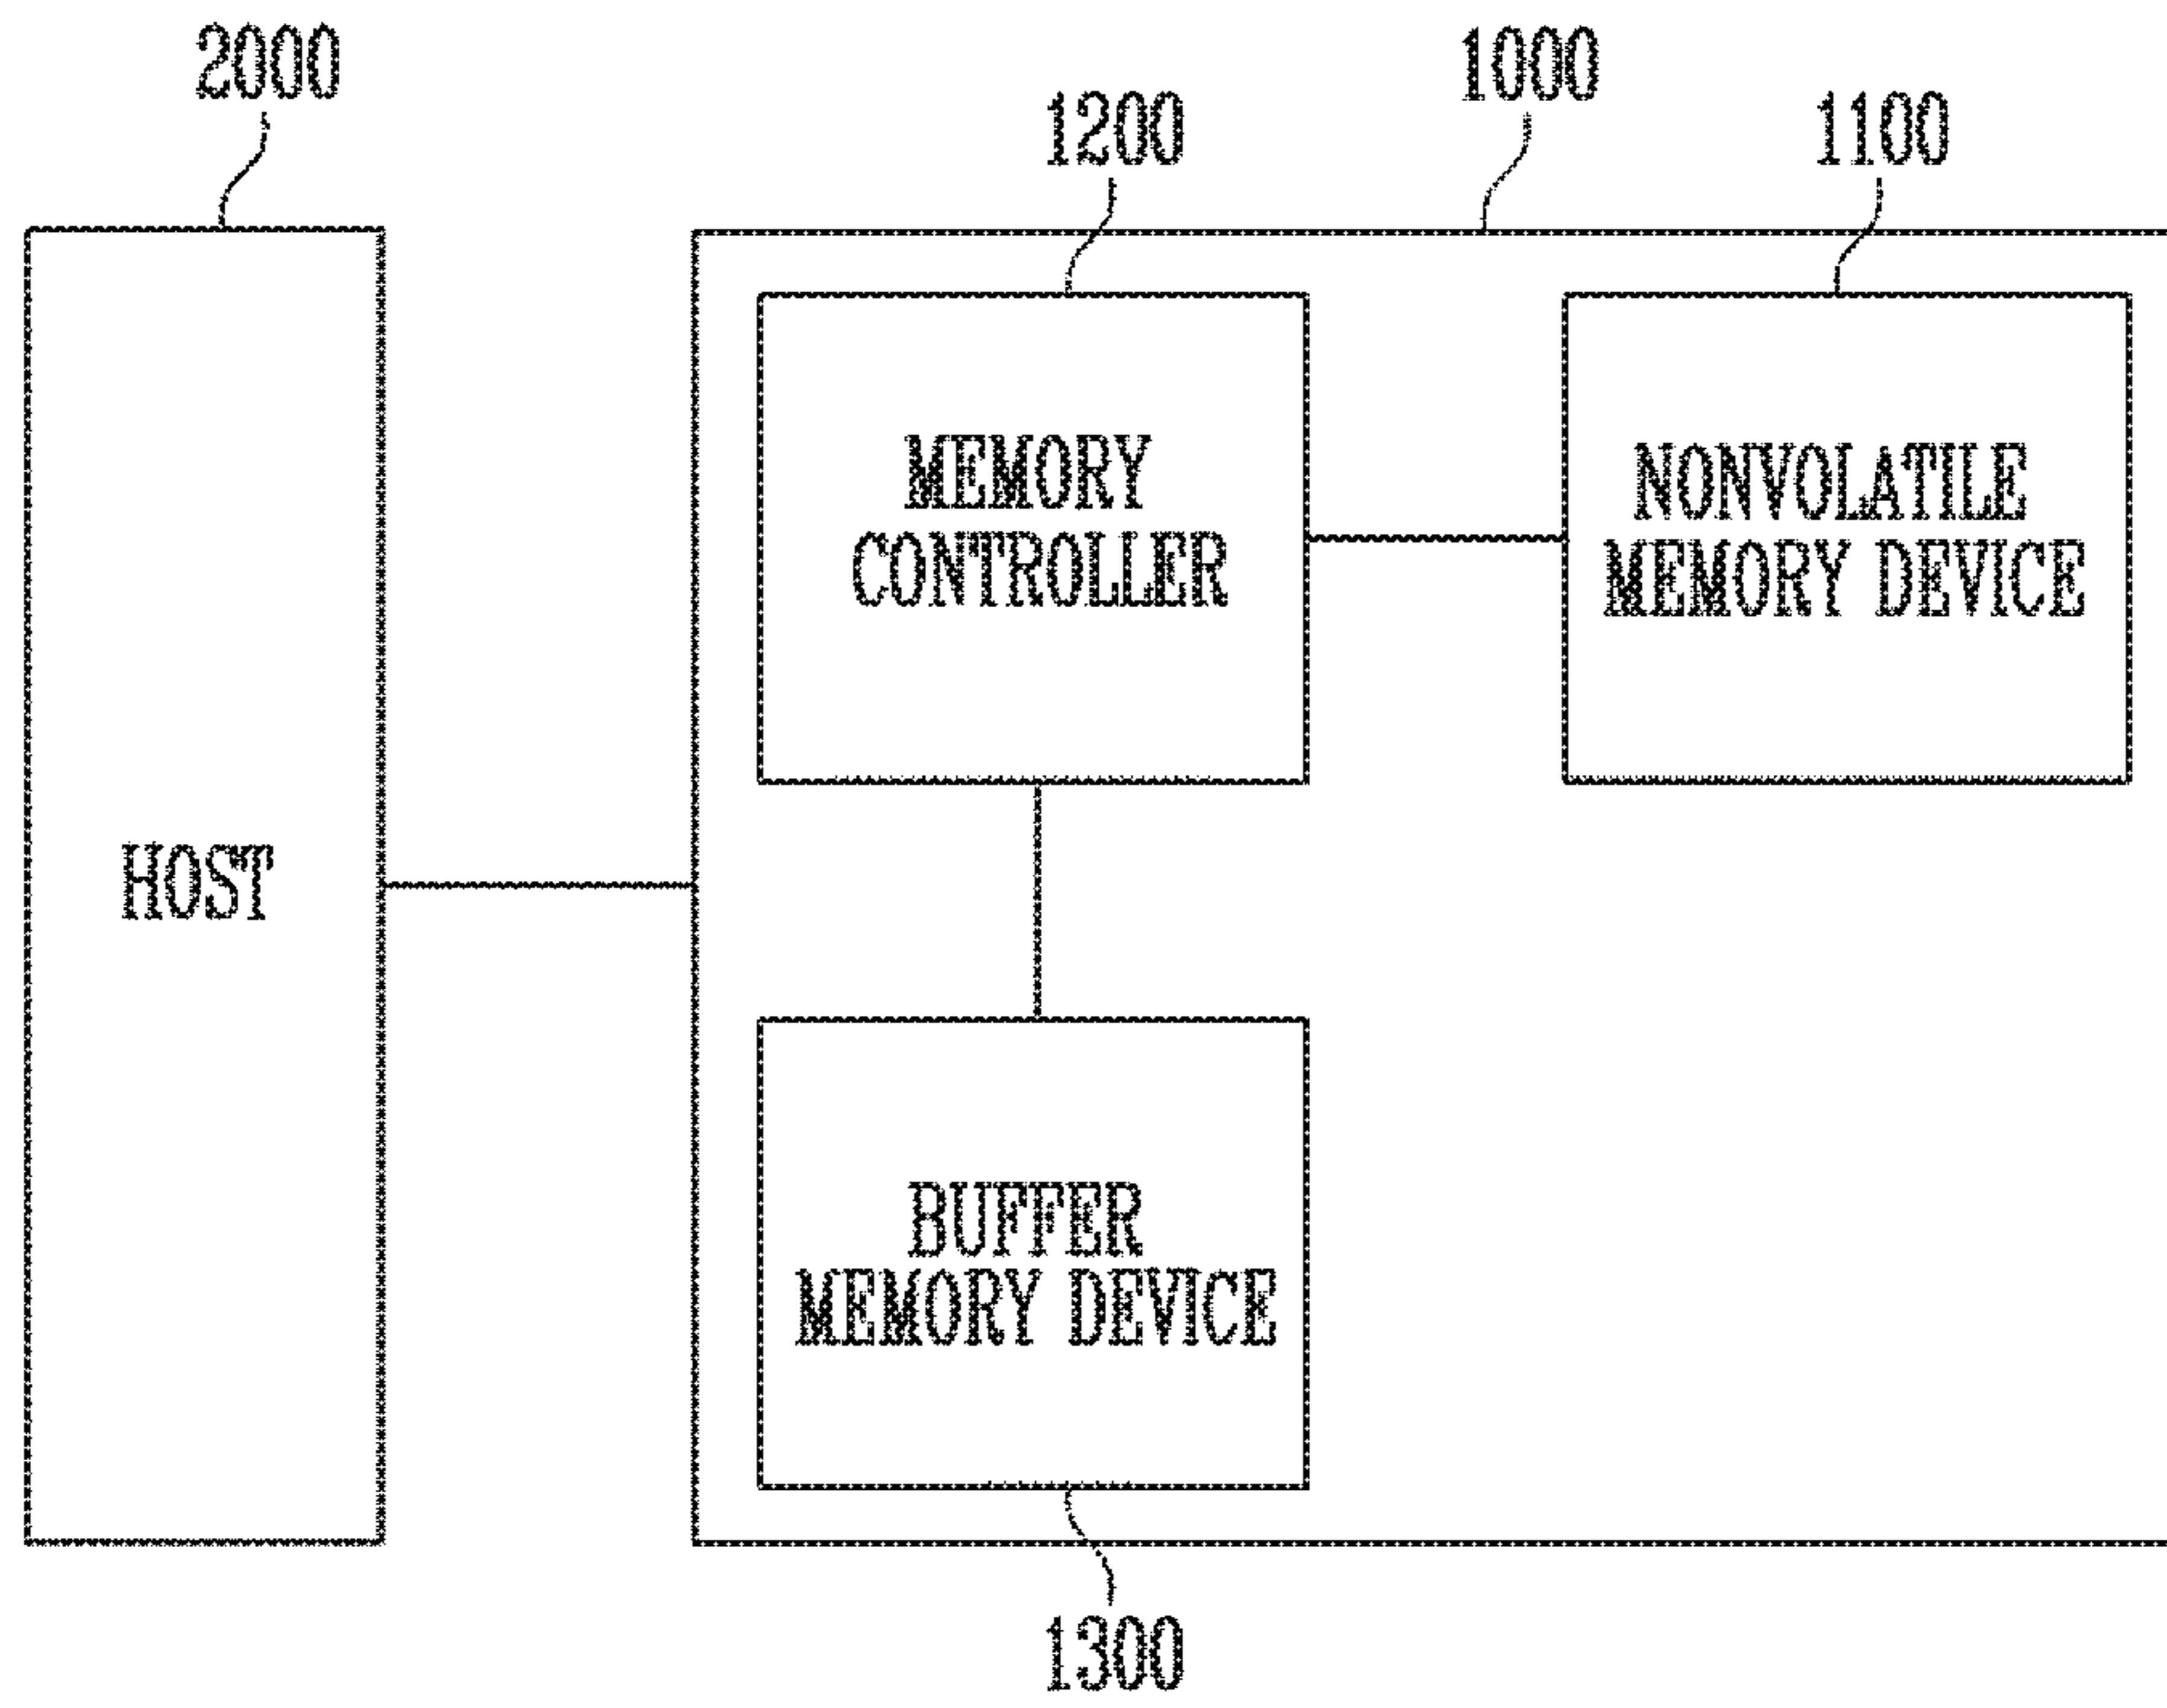 2000
1000
1200
1100
MEMORY
CONTROLLER
NONVOLATILE
MEMORY DEVICE
HOST
BUFFER
MEMORY DEVICE
1300